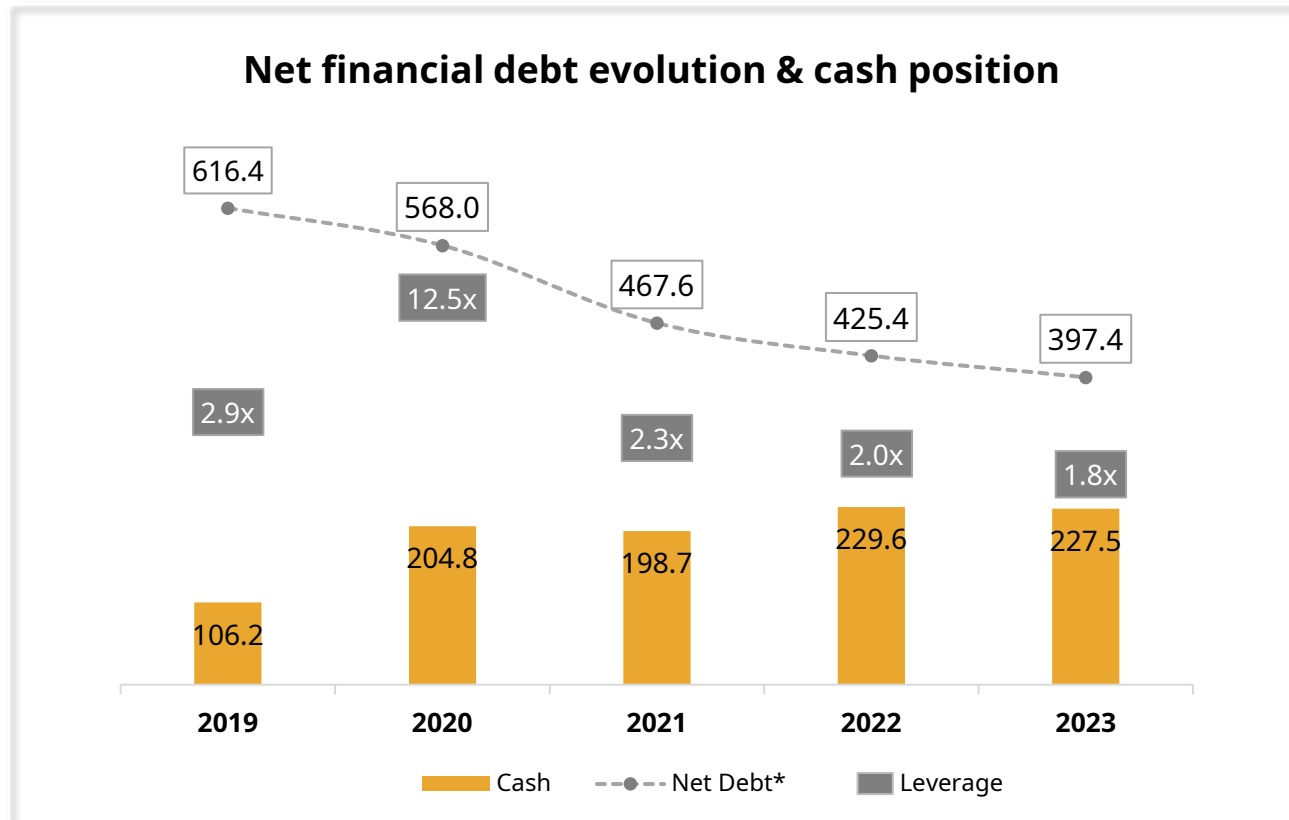 Net financial debt evolution & cash position
616.4
568.0
467.6
425.4
397.4
2.9x
12.5x
2.3x
2.0x
1.8x
106.2
204.8
198.7
229.6
227.5
2019 2020 2021 2022 2023
Cash Net Debt* Leverage